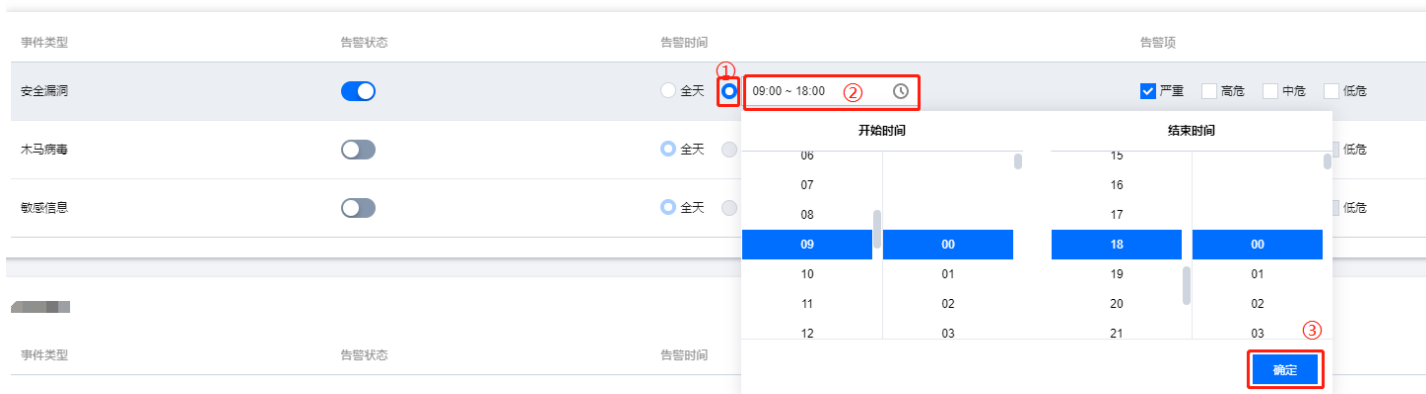 事件类型 告警状态 告警时间 告警项
①
安全漏洞 全天 09:00 ~ 18:00 ② 严重 高危 中危 低危
开始时间 结束时间
木马病毒 全天 06 15 低危
07 16
敏感信息 全天 08 17 低危
09 00 18 00
10 01 19 01
11 02 20 02
12 03 21 03 ③
事件类型 告警状态 告警时间
确定